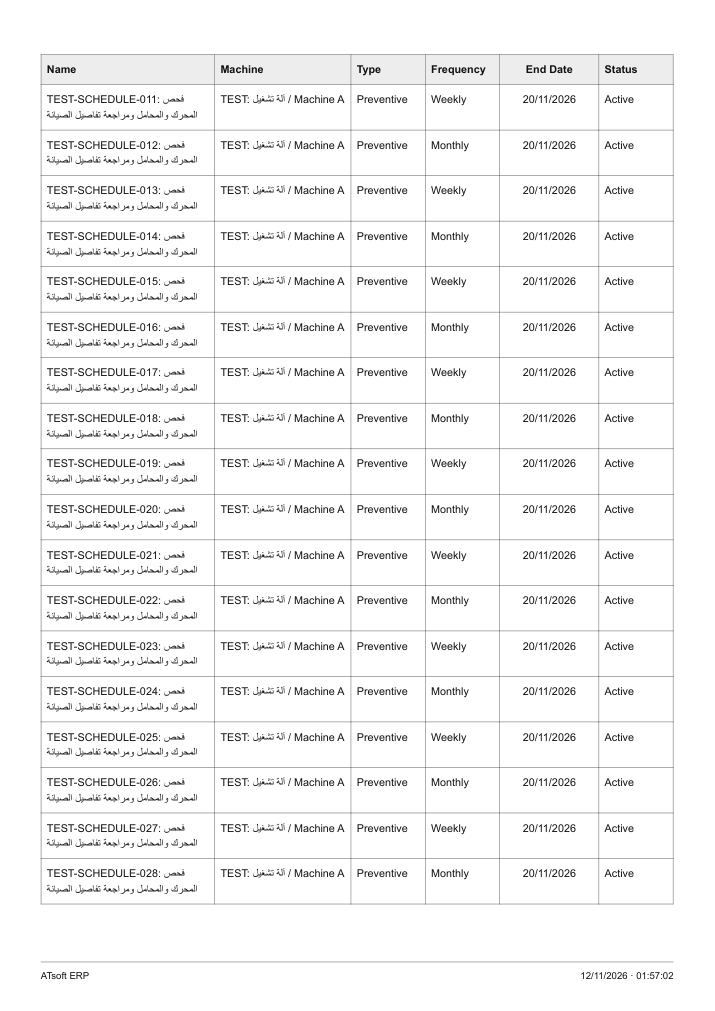 Name Machine Type Frequency End Date Status
TEST-SCHEDULE-011: فحص TEST: آلة تشغيل / Machine A Preventive Weekly 20/11/2026 Active
المحرك والمحامل ومراجعة تفاصيل الصيانة
TEST-SCHEDULE-012: فحص TEST: آلة تشغيل / Machine A Preventive Monthly 20/11/2026 Active
المحرك والمحامل ومراجعة تفاصيل الصيانة
TEST-SCHEDULE-013: فحص TEST: آلة تشغيل / Machine A Preventive Weekly 20/11/2026 Active
المحرك والمحامل ومراجعة تفاصيل الصيانة
TEST-SCHEDULE-014: فحص TEST: آلة تشغيل / Machine A Preventive Monthly 20/11/2026 Active
المحرك والمحامل ومراجعة تفاصيل الصيانة
TEST-SCHEDULE-015: فحص TEST: آلة تشغيل / Machine A Preventive Weekly 20/11/2026 Active
المحرك والمحامل ومراجعة تفاصيل الصيانة
TEST-SCHEDULE-016: فحص TEST: آلة تشغيل / Machine A Preventive Monthly 20/11/2026 Active
المحرك والمحامل ومراجعة تفاصيل الصيانة
TEST-SCHEDULE-017: فحص TEST: آلة تشغيل / Machine A Preventive Weekly 20/11/2026 Active
المحرك والمحامل ومراجعة تفاصيل الصيانة
TEST-SCHEDULE-018: فحص TEST: آلة تشغيل / Machine A Preventive Monthly 20/11/2026 Active
المحرك والمحامل ومراجعة تفاصيل الصيانة
TEST-SCHEDULE-019: فحص TEST: آلة تشغيل / Machine A Preventive Weekly 20/11/2026 Active
المحرك والمحامل ومراجعة تفاصيل الصيانة
TEST-SCHEDULE-020: فحص TEST: آلة تشغيل / Machine A Preventive Monthly 20/11/2026 Active
المحرك والمحامل ومراجعة تفاصيل الصيانة
TEST-SCHEDULE-021: فحص TEST: آلة تشغيل / Machine A Preventive Weekly 20/11/2026 Active
المحرك والمحامل ومراجعة تفاصيل الصيانة
TEST-SCHEDULE-022: فحص TEST: آلة تشغيل / Machine A Preventive Monthly 20/11/2026 Active
المحرك والمحامل ومراجعة تفاصيل الصيانة
TEST-SCHEDULE-023: فحص TEST: آلة تشغيل / Machine A Preventive Weekly 20/11/2026 Active
المحرك والمحامل ومراجعة تفاصيل الصيانة
TEST-SCHEDULE-024: فحص TEST: آلة تشغيل / Machine A Preventive Monthly 20/11/2026 Active
المحرك والمحامل ومراجعة تفاصيل الصيانة
TEST-SCHEDULE-025: فحص TEST: آلة تشغيل / Machine A Preventive Weekly 20/11/2026 Active
المحرك والمحامل ومراجعة تفاصيل الصيانة
TEST-SCHEDULE-026: فحص TEST: آلة تشغيل / Machine A Preventive Monthly 20/11/2026 Active
المحرك والمحامل ومراجعة تفاصيل الصيانة
TEST-SCHEDULE-027: فحص TEST: آلة تشغيل / Machine A Preventive Weekly 20/11/2026 Active
المحرك والمحامل ومراجعة تفاصيل الصيانة
TEST-SCHEDULE-028: فحص TEST: آلة تشغيل / Machine A Preventive Monthly 20/11/2026 Active
المحرك والمحامل ومراجعة تفاصيل الصيانة
ATsoft ERP 12/11/2026 · 01:57:02